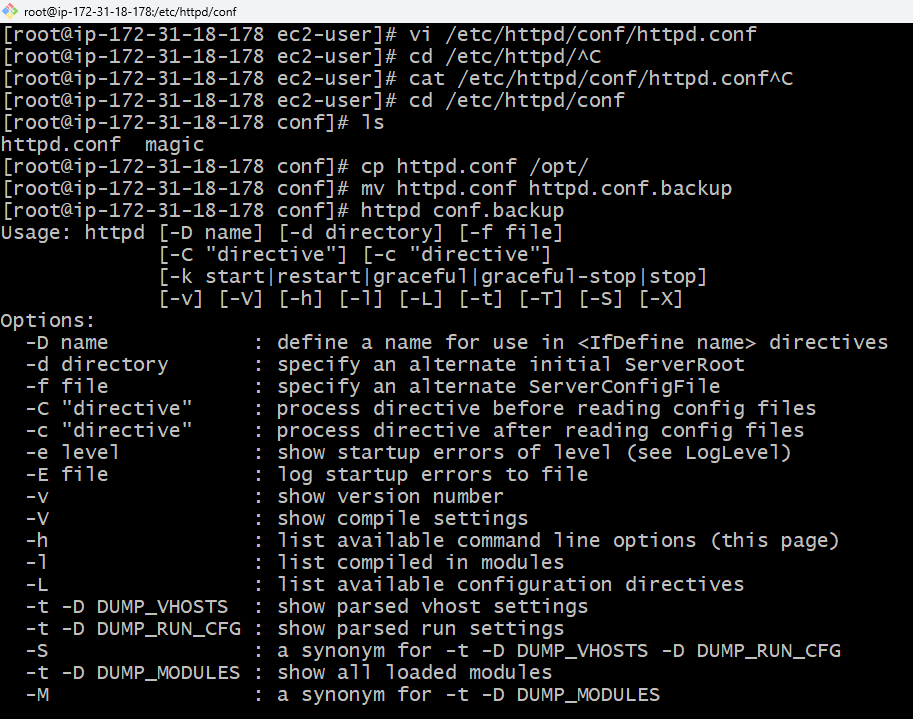 root@ip-172-31-18-178:/etc/httpd/conf
[root@ip-172-31-18-178 ec2-user]# vi /etc/httpd/conf/httpd.conf
[root@ip-172-31-18-178 ec2-user]# cd /etc/httpd/^C
[root@ip-172-31-18-178 ec2-user]# cat /etc/httpd/conf/httpd.conf^C
[root@ip-172-31-18-178 ec2-user]# cd /etc/httpd/conf
[root@ip-172-31-18-178 conf]# ls
httpd.conf  magic
[root@ip-172-31-18-178 conf]# cp httpd.conf /opt/
[root@ip-172-31-18-178 conf]# mv httpd.conf httpd.conf.backup
[root@ip-172-31-18-178 conf]# httpd conf.backup
Usage: httpd [-D name] [-d directory] [-f file]
             [-C "directive"] [-c "directive"]
             [-k start|restart|graceful|graceful-stop|stop]
             [-v] [-V] [-h] [-l] [-L] [-t] [-T] [-S] [-X]
Options:
  -D name            : define a name for use in <IfDefine name> directives
  -d directory       : specify an alternate initial ServerRoot
  -f file            : specify an alternate ServerConfigFile
  -C "directive"     : process directive before reading config files
  -c "directive"     : process directive after reading config files
  -e level           : show startup errors of level (see LogLevel)
  -E file            : log startup errors to file
  -v                 : show version number
  -V                 : show compile settings
  -h                 : list available command line options (this page)
  -l                 : list compiled in modules
  -L                 : list available configuration directives
  -t -D DUMP_VHOSTS  : show parsed vhost settings
  -t -D DUMP_RUN_CFG : show parsed run settings
  -S                 : a synonym for -t -D DUMP_VHOSTS -D DUMP_RUN_CFG
  -t -D DUMP_MODULES : show all loaded modules
  -M                 : a synonym for -t -D DUMP_MODULES